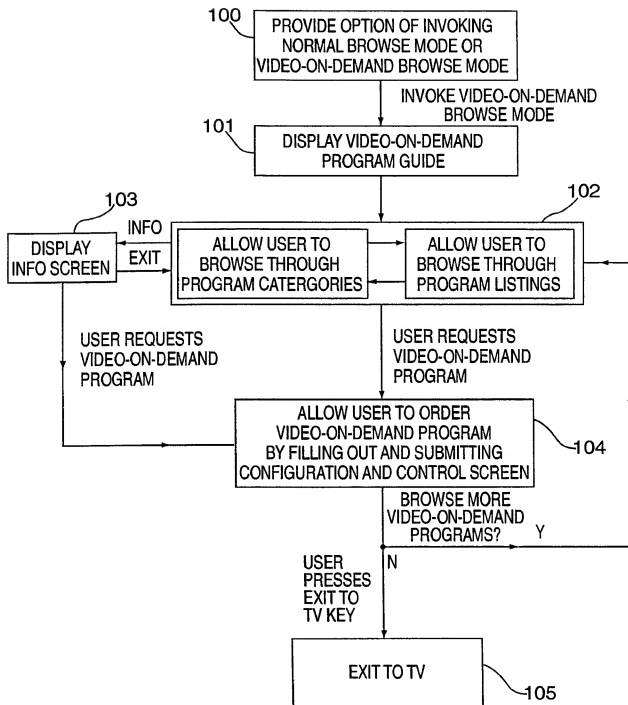 100
PROVIDE OPTION OF INVOKING
NORMAL BROWSE MODE OR
VIDEO-ON-DEMAND BROWSE MODE
INVOKE VIDEO-ON-DEMAND
BROWSE MODE
101
DISPLAY VIDEO-ON-DEMAND
PROGRAM GUIDE
102
103
INFO
DISPLAY
INFO SCREEN
EXIT
ALLOW USER TO
BROWSE THROUGH
PROGRAM CATERGORIES
ALLOW USER TO
BROWSE THROUGH
PROGRAM LISTINGS
USER REQUESTS
VIDEO-ON-DEMAND
PROGRAM
USER REQUESTS
VIDEO-ON-DEMAND
PROGRAM
ALLOW USER TO ORDER
VIDEO-ON-DEMAND PROGRAM
BY FILLING OUT AND SUBMITTING
CONFIGURATION AND CONTROL SCREEN
104
BROWSE MORE
VIDEO-ON-DEMAND
PROGRAMS?
Y
N
USER
PRESSES
EXIT TO
TV KEY
EXIT TO TV
105